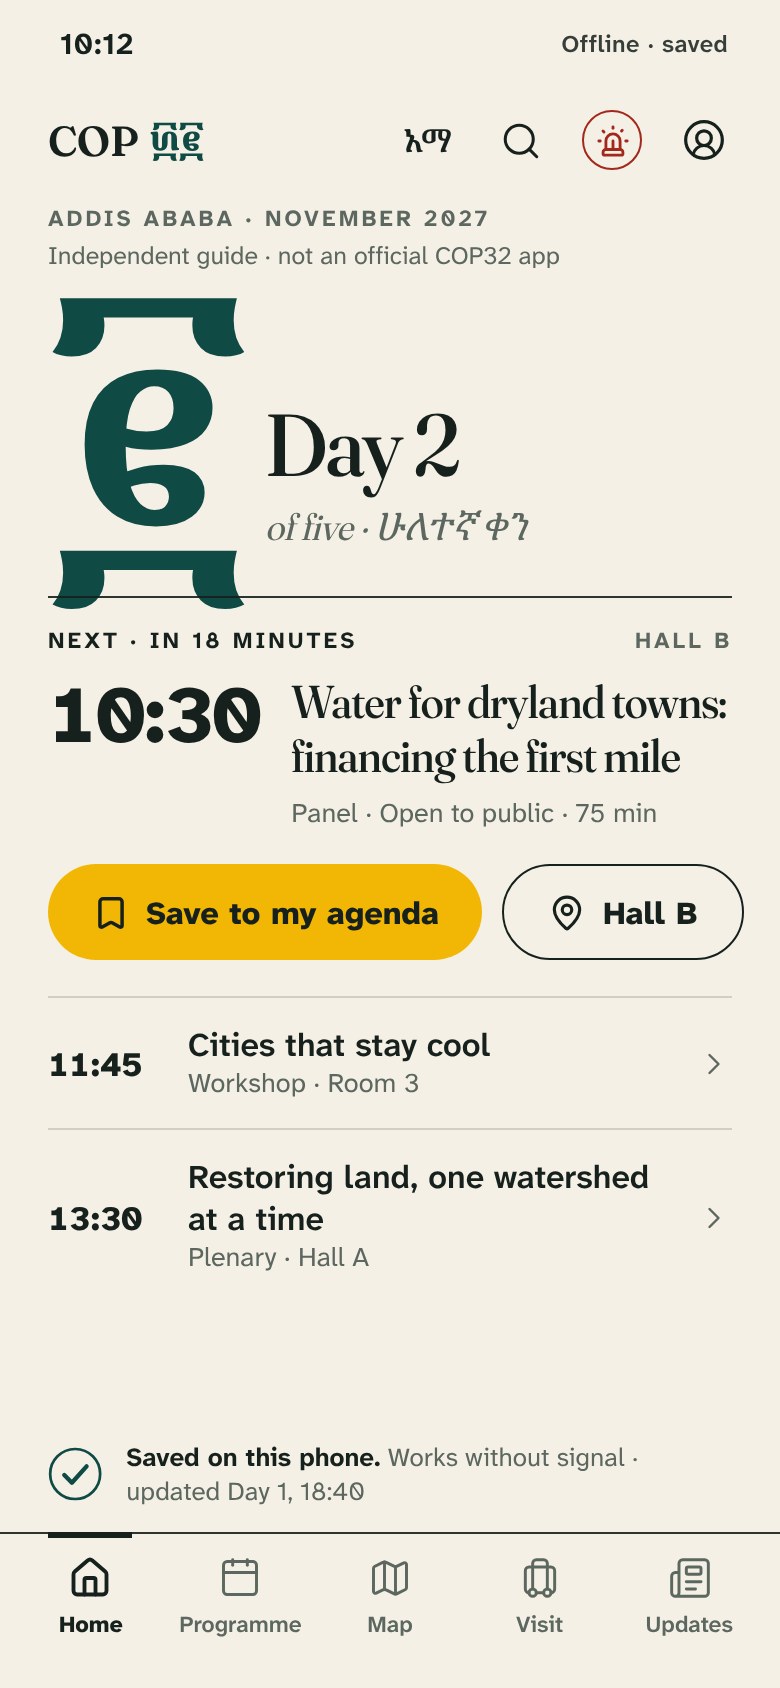 10:12
Offline · saved
COP ፴፪
አማ
ADDIS ABABA · NOVEMBER 2027
Independent guide · not an official COP32 app
፪
Day 2
of five · ሁለተኛ ቀን
NEXT · IN 18 MINUTES
HALL B
10:30
Water for dryland towns:
financing the first mile
Panel · Open to public · 75 min
Save to my agenda
Hall B
11:45
Cities that stay cool
Workshop · Room 3
13:30
Restoring land, one watershed
at a time
Plenary · Hall A
Saved on this phone. Works without signal ·
updated Day 1, 18:40
Home
Programme
Map
Visit
Updates